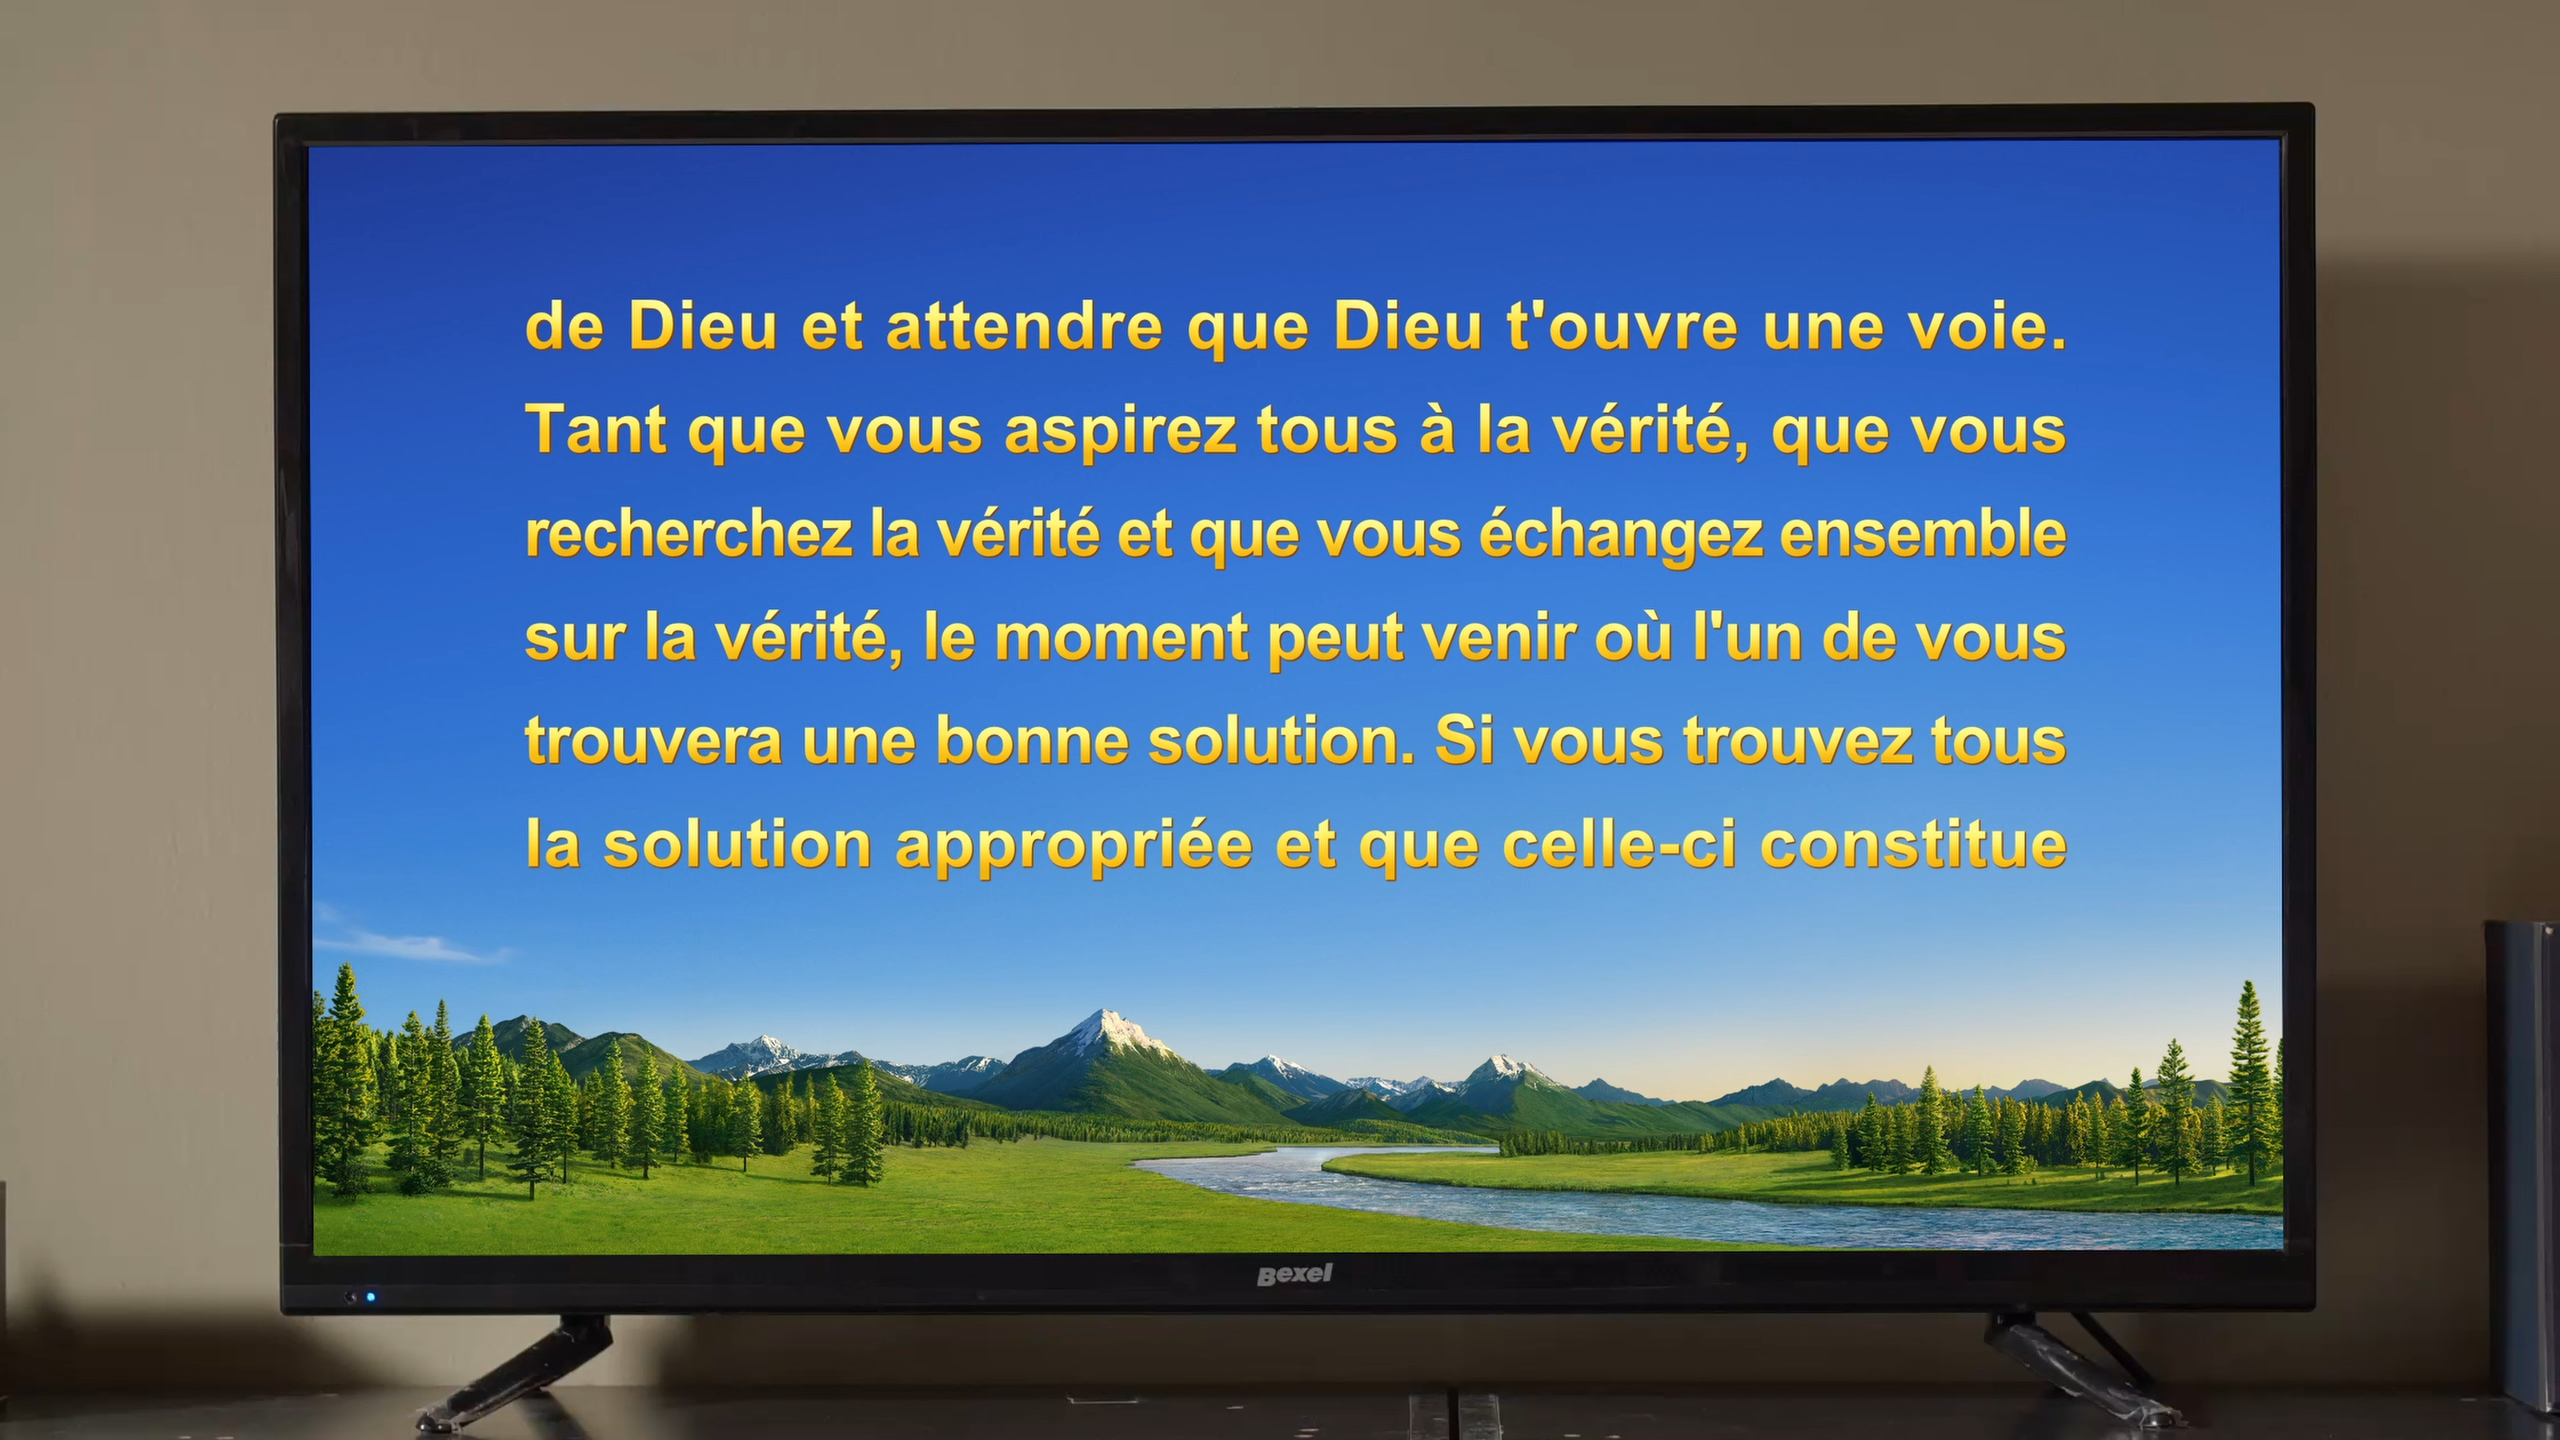 de Dieu et attendre que Dieu t'ouvre une voie.
Tant que vous aspirez tous à la vérité, que vous
recherchez la vérité et que vous échangez ensemble
sur la vérité, le moment peut venir où l'un de vous
trouvera une bonne solution. Si vous trouvez tous
la solution appropriée et que celle-ci constitue
Bexel